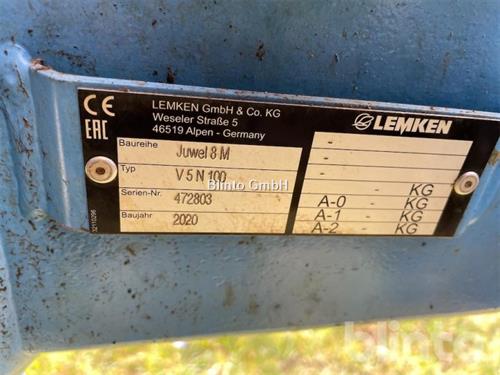 CE
EAC
LEMKEN GmbH & Co. KG
Weseler Straße 5
46519 Alpen - Germany
LEMKEN
Baureihe Juwel 8 M
Typ V 5 N 100
Serien-Nr. 472803
Baujahr 2020
-
-
- KG
A-0 - KG
A-1 - KG
A-2 - KG
Blinto GmbH
blinto